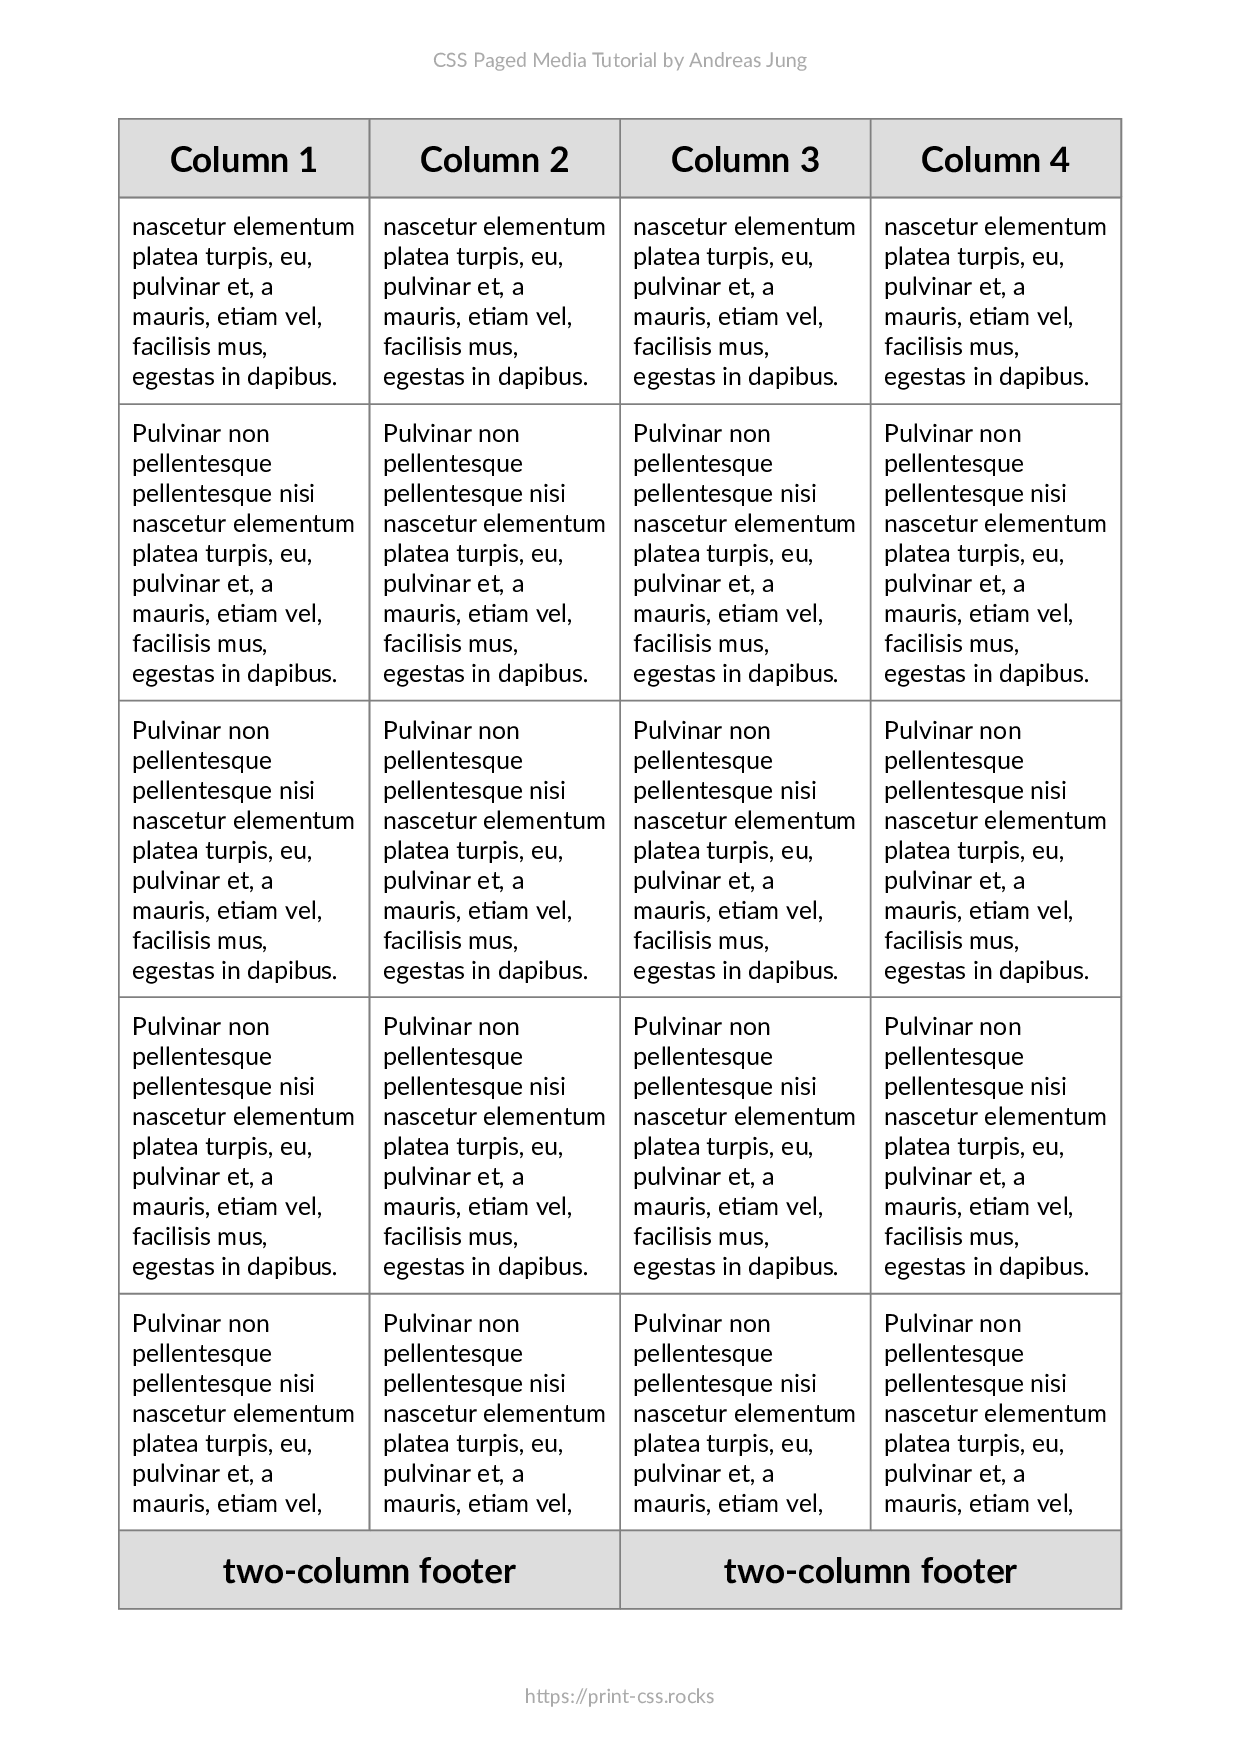 CSS Paged Media Tutorial by Andreas Jung
Column 1 Column 2 Column 3 Column 4
nascetur elementum nascetur elementum nascetur elementum nascetur elementum
platea turpis, eu, platea turpis, eu, platea turpis, eu, platea turpis, eu,
pulvinar et, a pulvinar et, a pulvinar et, a pulvinar et, a
mauris, etiam vel, mauris, etiam vel, mauris, etiam vel, mauris, etiam vel,
facilisis mus, facilisis mus, facilisis mus, facilisis mus,
egestas in dapibus. egestas in dapibus. egestas in dapibus. egestas in dapibus.
Pulvinar non Pulvinar non Pulvinar non Pulvinar non
pellentesque pellentesque pellentesque pellentesque
pellentesque nisi pellentesque nisi pellentesque nisi pellentesque nisi
nascetur elementum nascetur elementum nascetur elementum nascetur elementum
platea turpis, eu, platea turpis, eu, platea turpis, eu, platea turpis, eu,
pulvinar et, a pulvinar et, a pulvinar et, a pulvinar et, a
mauris, etiam vel, mauris, etiam vel, mauris, etiam vel, mauris, etiam vel,
facilisis mus, facilisis mus, facilisis mus, facilisis mus,
egestas in dapibus. egestas in dapibus. egestas in dapibus. egestas in dapibus.
Pulvinar non Pulvinar non Pulvinar non Pulvinar non
pellentesque pellentesque pellentesque pellentesque
pellentesque nisi pellentesque nisi pellentesque nisi pellentesque nisi
nascetur elementum nascetur elementum nascetur elementum nascetur elementum
platea turpis, eu, platea turpis, eu, platea turpis, eu, platea turpis, eu,
pulvinar et, a pulvinar et, a pulvinar et, a pulvinar et, a
mauris, etiam vel, mauris, etiam vel, mauris, etiam vel, mauris, etiam vel,
facilisis mus, facilisis mus, facilisis mus, facilisis mus,
egestas in dapibus. egestas in dapibus. egestas in dapibus. egestas in dapibus.
Pulvinar non Pulvinar non Pulvinar non Pulvinar non
pellentesque pellentesque pellentesque pellentesque
pellentesque nisi pellentesque nisi pellentesque nisi pellentesque nisi
nascetur elementum nascetur elementum nascetur elementum nascetur elementum
platea turpis, eu, platea turpis, eu, platea turpis, eu, platea turpis, eu,
pulvinar et, a pulvinar et, a pulvinar et, a pulvinar et, a
mauris, etiam vel, mauris, etiam vel, mauris, etiam vel, mauris, etiam vel,
facilisis mus, facilisis mus, facilisis mus, facilisis mus,
egestas in dapibus. egestas in dapibus. egestas in dapibus. egestas in dapibus.
Pulvinar non Pulvinar non Pulvinar non Pulvinar non
pellentesque pellentesque pellentesque pellentesque
pellentesque nisi pellentesque nisi pellentesque nisi pellentesque nisi
nascetur elementum nascetur elementum nascetur elementum nascetur elementum
platea turpis, eu, platea turpis, eu, platea turpis, eu, platea turpis, eu,
pulvinar et, a pulvinar et, a pulvinar et, a pulvinar et, a
mauris, etiam vel, mauris, etiam vel, mauris, etiam vel, mauris, etiam vel,
two-column footer two-column footer
https://print-css.rocks